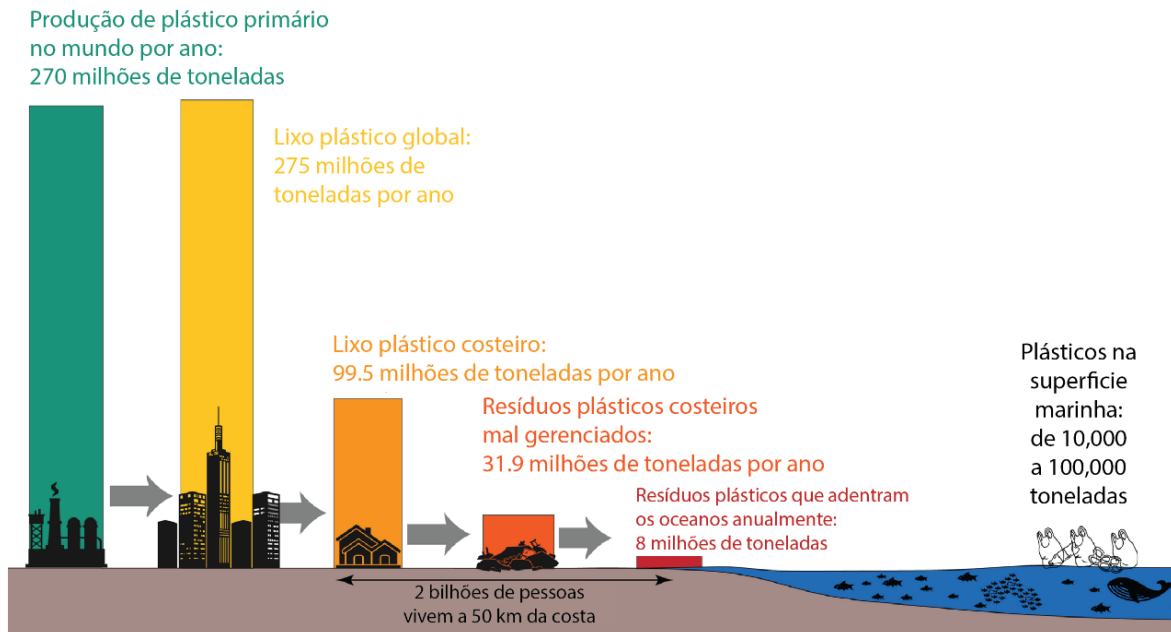 Produção de plástico primário
no mundo por ano:
270 milhões de toneladas
Lixo plástico global:
275 milhões de
toneladas por ano
Lixo plástico costeiro:
99.5 milhões de toneladas por ano
Resíduos plásticos costeiros
mal gerenciados:
31.9 milhões de toneladas por ano
Resíduos plásticos que adentram
os oceanos anualmente:
8 milhões de toneladas
Plásticos na
superficie
marinha:
de 10,000
a 100,000
toneladas
2 bilhões de pessoas
vivem a 50 km da costa